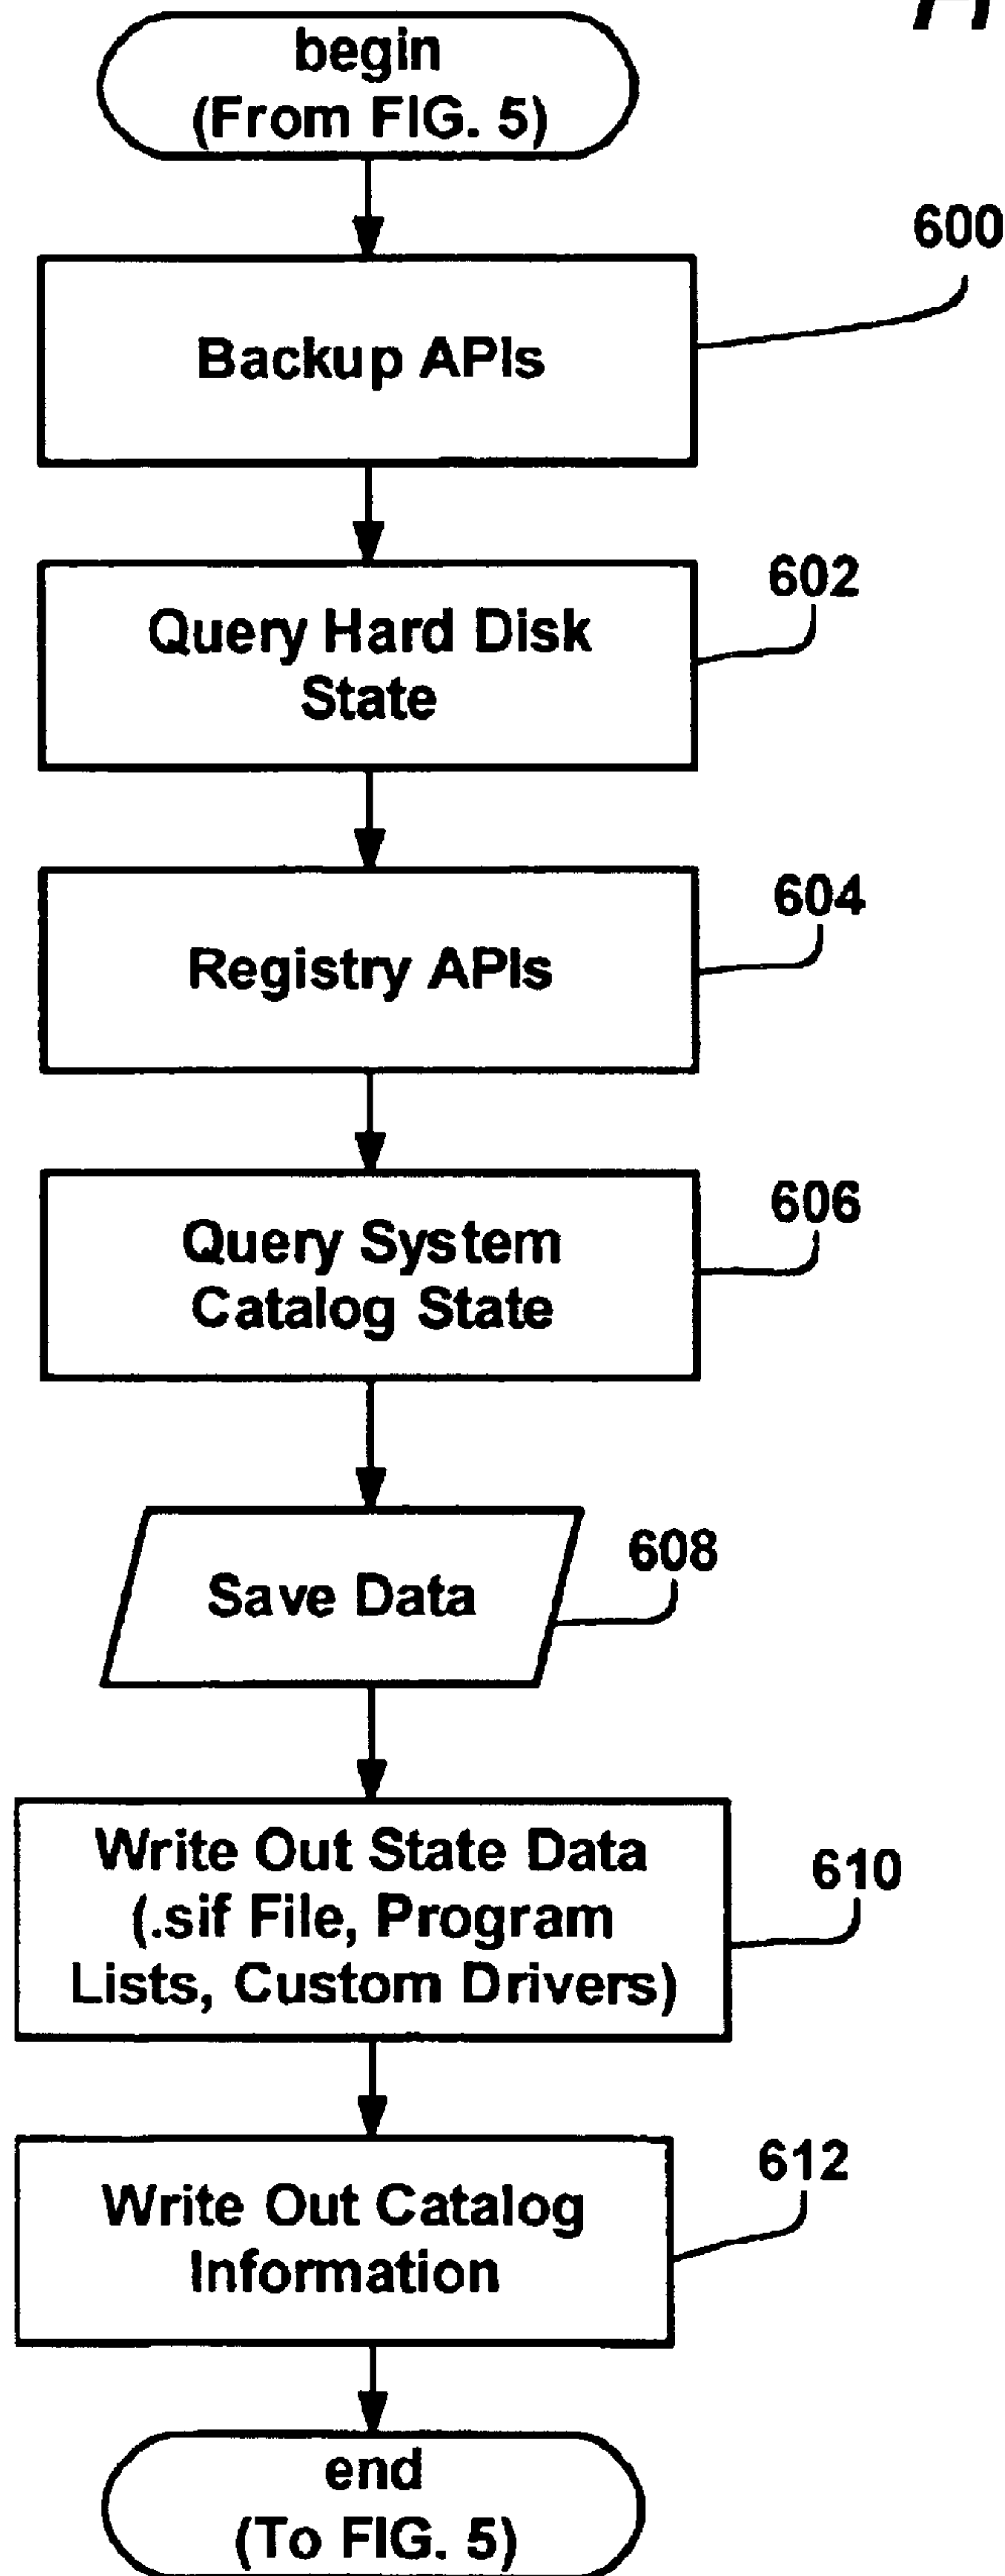 begin
(From FIG. 5)
600
Backup APIs
602
Query Hard Disk
State
604
Registry APIs
606
Query System
Catalog State
608
Save Data
610
Write Out State Data
(.sif File, Program
Lists, Custom Drivers)
612
Write Out Catalog
Information
end
(To FIG. 5)